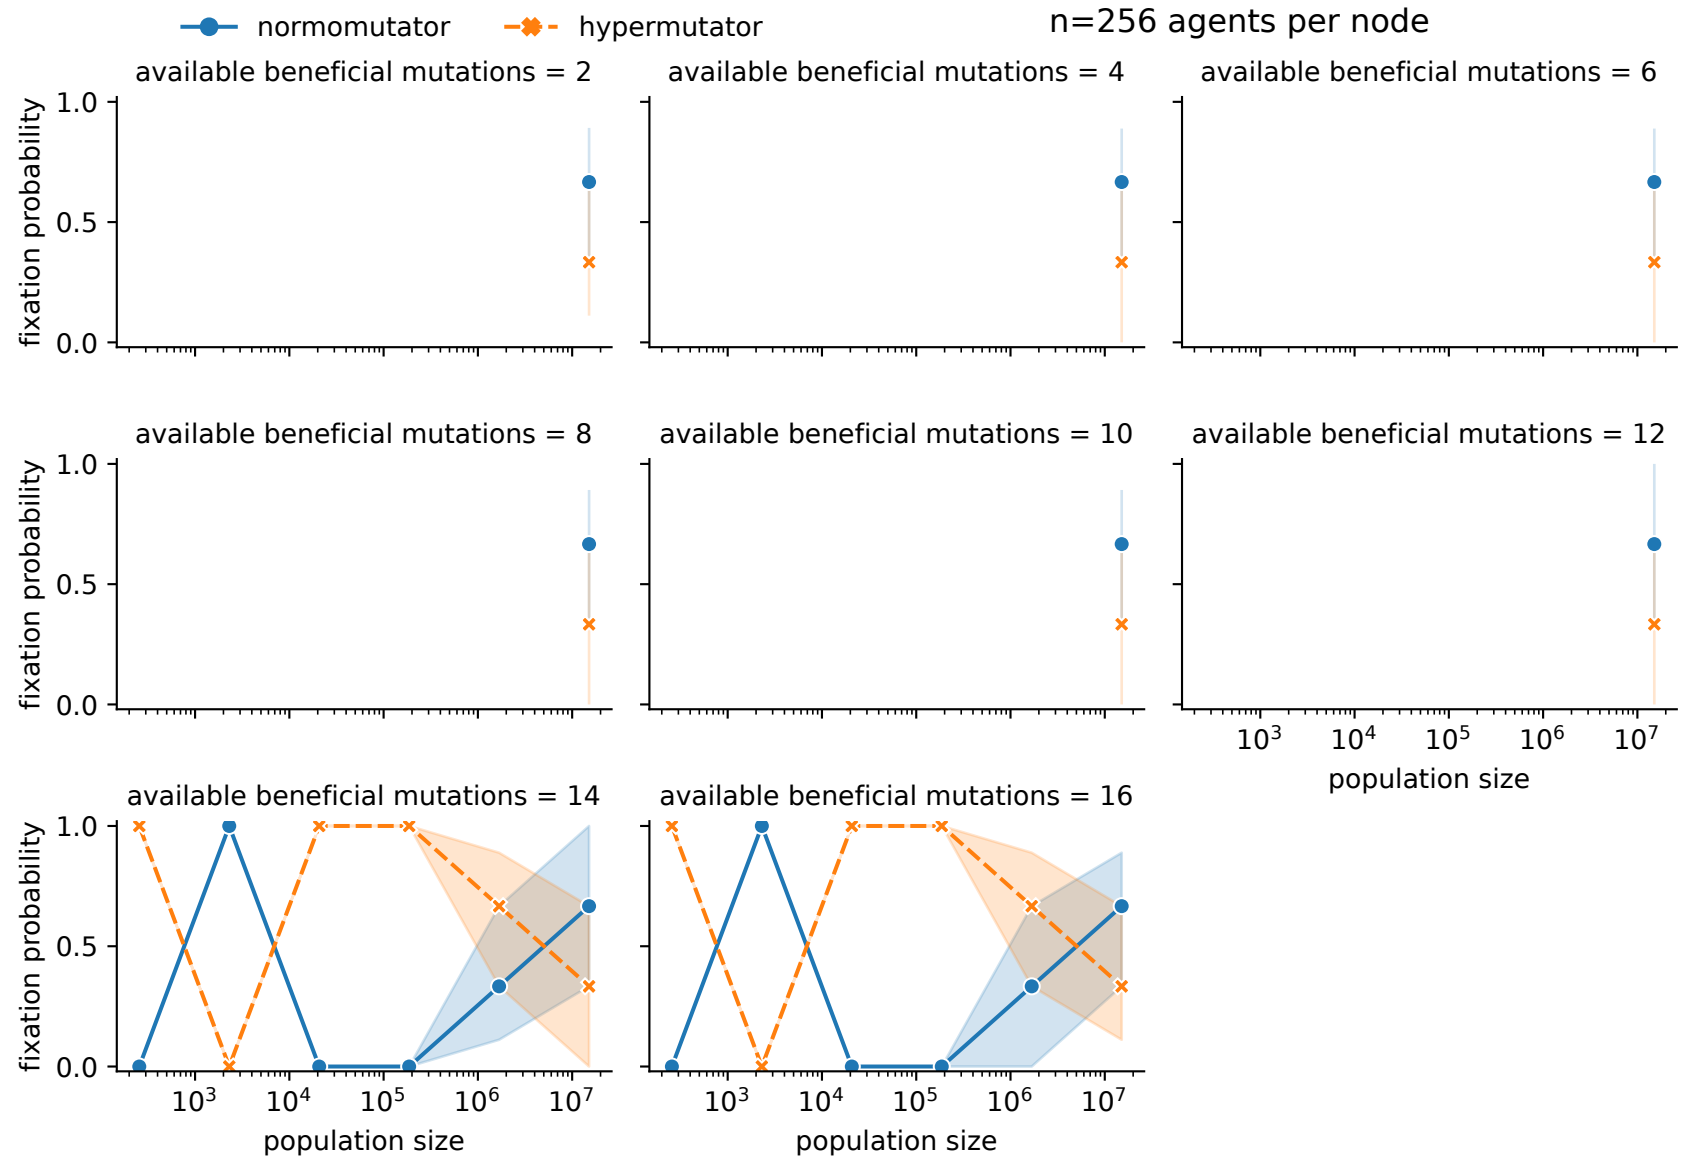 normomutator hypermutator n=256 agents per node
available beneficial mutations = 2 available beneficial mutations = 4 available beneficial mutations = 6
fixation probability
1.0
0.5
0.0
available beneficial mutations = 8 available beneficial mutations = 10 available beneficial mutations = 12
fixation probability
1.0
0.5
0.0
10³ 10⁴ 10⁵ 10⁶ 10⁷
population size
available beneficial mutations = 14 available beneficial mutations = 16
fixation probability
1.0
0.5
0.0
10³ 10⁴ 10⁵ 10⁶ 10⁷ 10³ 10⁴ 10⁵ 10⁶ 10⁷
population size population size